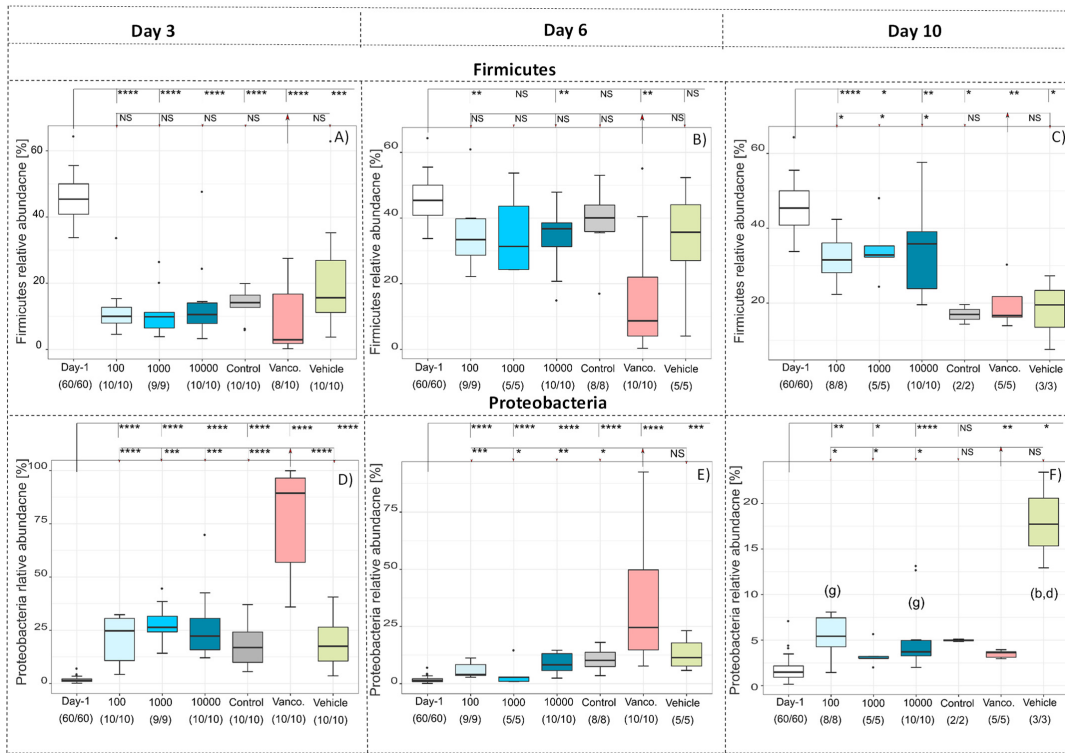 Day 3 Day 6 Day 10
Firmicutes
**** **** **** **** **** ***
NS NS NS NS NS
A)
Firmicutes relative abundacne [%]
60
40
20
0
Day-1 100 1000 10000 Control Vanco. Vehicle
(60/60) (10/10) (9/9) (10/10) (10/10) (8/10) (10/10)
** NS ** NS ** NS
NS NS NS NS NS
B)
Firmicutes relative abundacne [%]
60
40
20
0
Day-1 100 1000 10000 Control Vanco. Vehicle
(60/60) (9/9) (5/5) (10/10) (8/8) (10/10) (5/5)
**** * ** * ** *
* * * NS NS
C)
Firmicutes relative abundacne [%]
60
40
20
Day-1 100 1000 10000 Control Vanco. Vehicle
(60/60) (8/8) (5/5) (10/10) (2/2) (5/5) (3/3)
Proteobacteria
**** **** **** **** **** ****
**** *** *** **** ****
D)
Proteobacteria rlative abundacne [%]
100
75
50
25
0
Day-1 100 1000 10000 Control Vanco. Vehicle
(60/60) (10/10) (9/9) (10/10) (10/10) (10/10) (10/10)
**** **** **** **** **** ***
*** * ** * NS
E)
Proteobacteria relative abundacne [%]
100
75
50
25
0
Day-1 100 1000 10000 Control Vanco. Vehicle
(60/60) (9/9) (5/5) (10/10) (8/8) (10/10) (5/5)
** * **** NS ** *
* * * NS NS
F)
Proteobacteria relative abundacne [%]
20
15
10
5
0
(g) (g) (b,d)
Day-1 100 1000 10000 Control Vanco. Vehicle
(60/60) (8/8) (5/5) (10/10) (2/2) (5/5) 3/3)